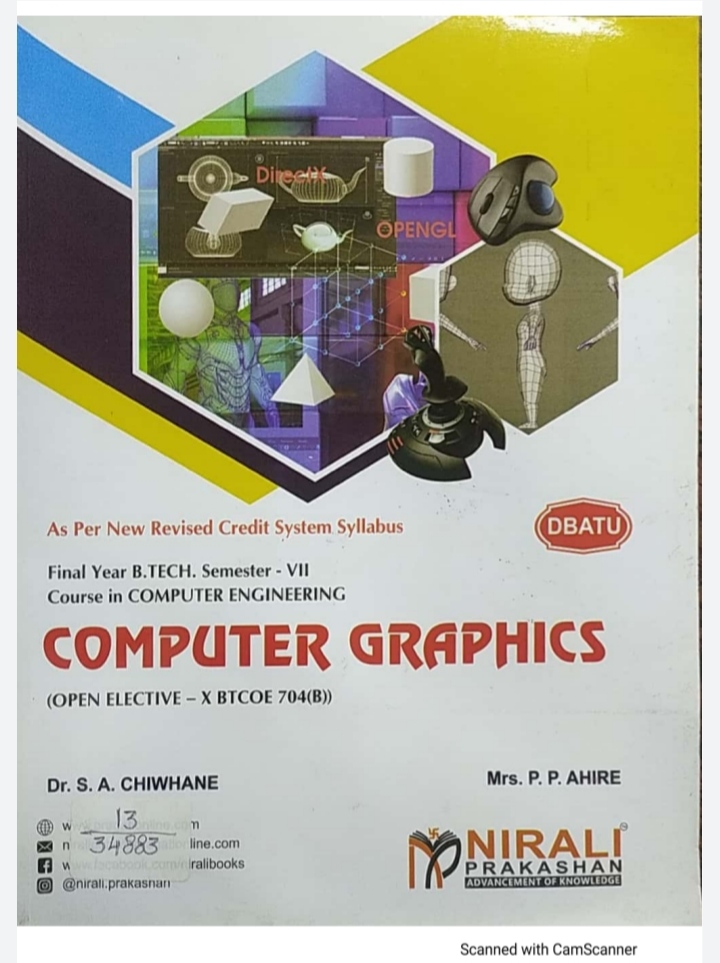 DirectX
OPENGL
As Per New Revised Credit System Syllabus
DBATU
Final Year B.TECH. Semester - VII
Course in COMPUTER ENGINEERING
COMPUTER GRAPHICS
(OPEN ELECTIVE – X BTCOE 704(B))
Dr. S. A. CHIWHANE
Mrs. P. P. AHIRE
13
34883
line.com
@nirali.prakashan
NIRALI
PRAKASHAN
ADVANCEMENT OF KNOWLEDGE
Scanned with CamScanner